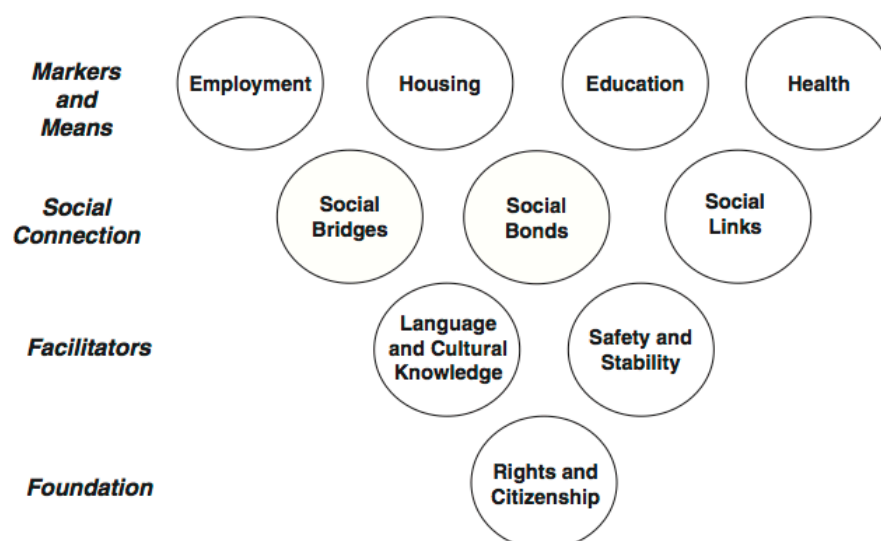 Markers
and
Means
Employment
Housing
Education
Health
Social
Connection
Social
Bridges
Social
Bonds
Social
Links
Facilitators
Language
and Cultural
Knowledge
Safety and
Stability
Foundation
Rights and
Citizenship